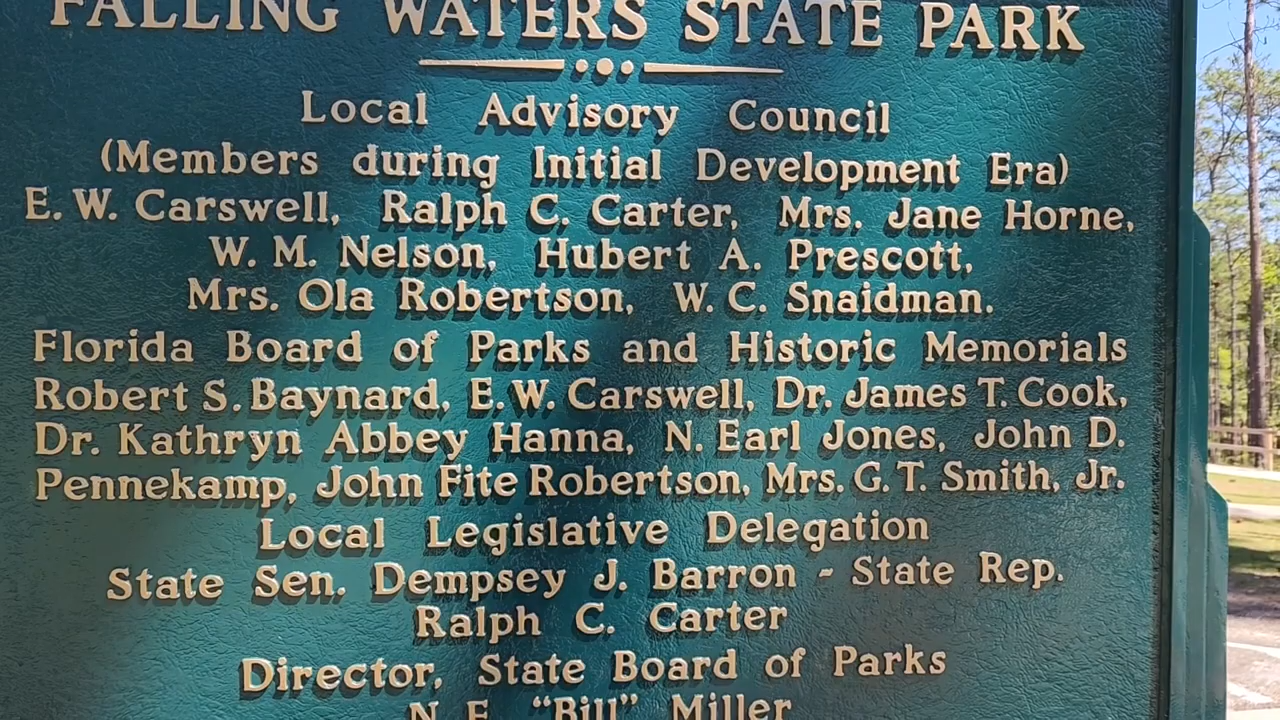 FALLING WATERS STATE PARK
Local Advisory Council
(Members during Initial Development Era)
E. W. Carswell, Ralph C. Carter, Mrs. Jane Horne,
W. M. Nelson, Hubert A. Prescott,
Mrs. Ola Robertson, W. C. Snaidman.
Florida Board of Parks and Historic Memorials
Robert S. Baynard, E. W. Carswell, Dr. James T. Cook,
Dr. Kathryn Abbey Hanna, N. Earl Jones, John D.
Pennekamp, John Fite Robertson, Mrs. G. T. Smith, Jr.
Local Legislative Delegation
State Sen. Dempsey J. Barron - State Rep.
Ralph C. Carter
Director, State Board of Parks
N. E. "Bill" Miller